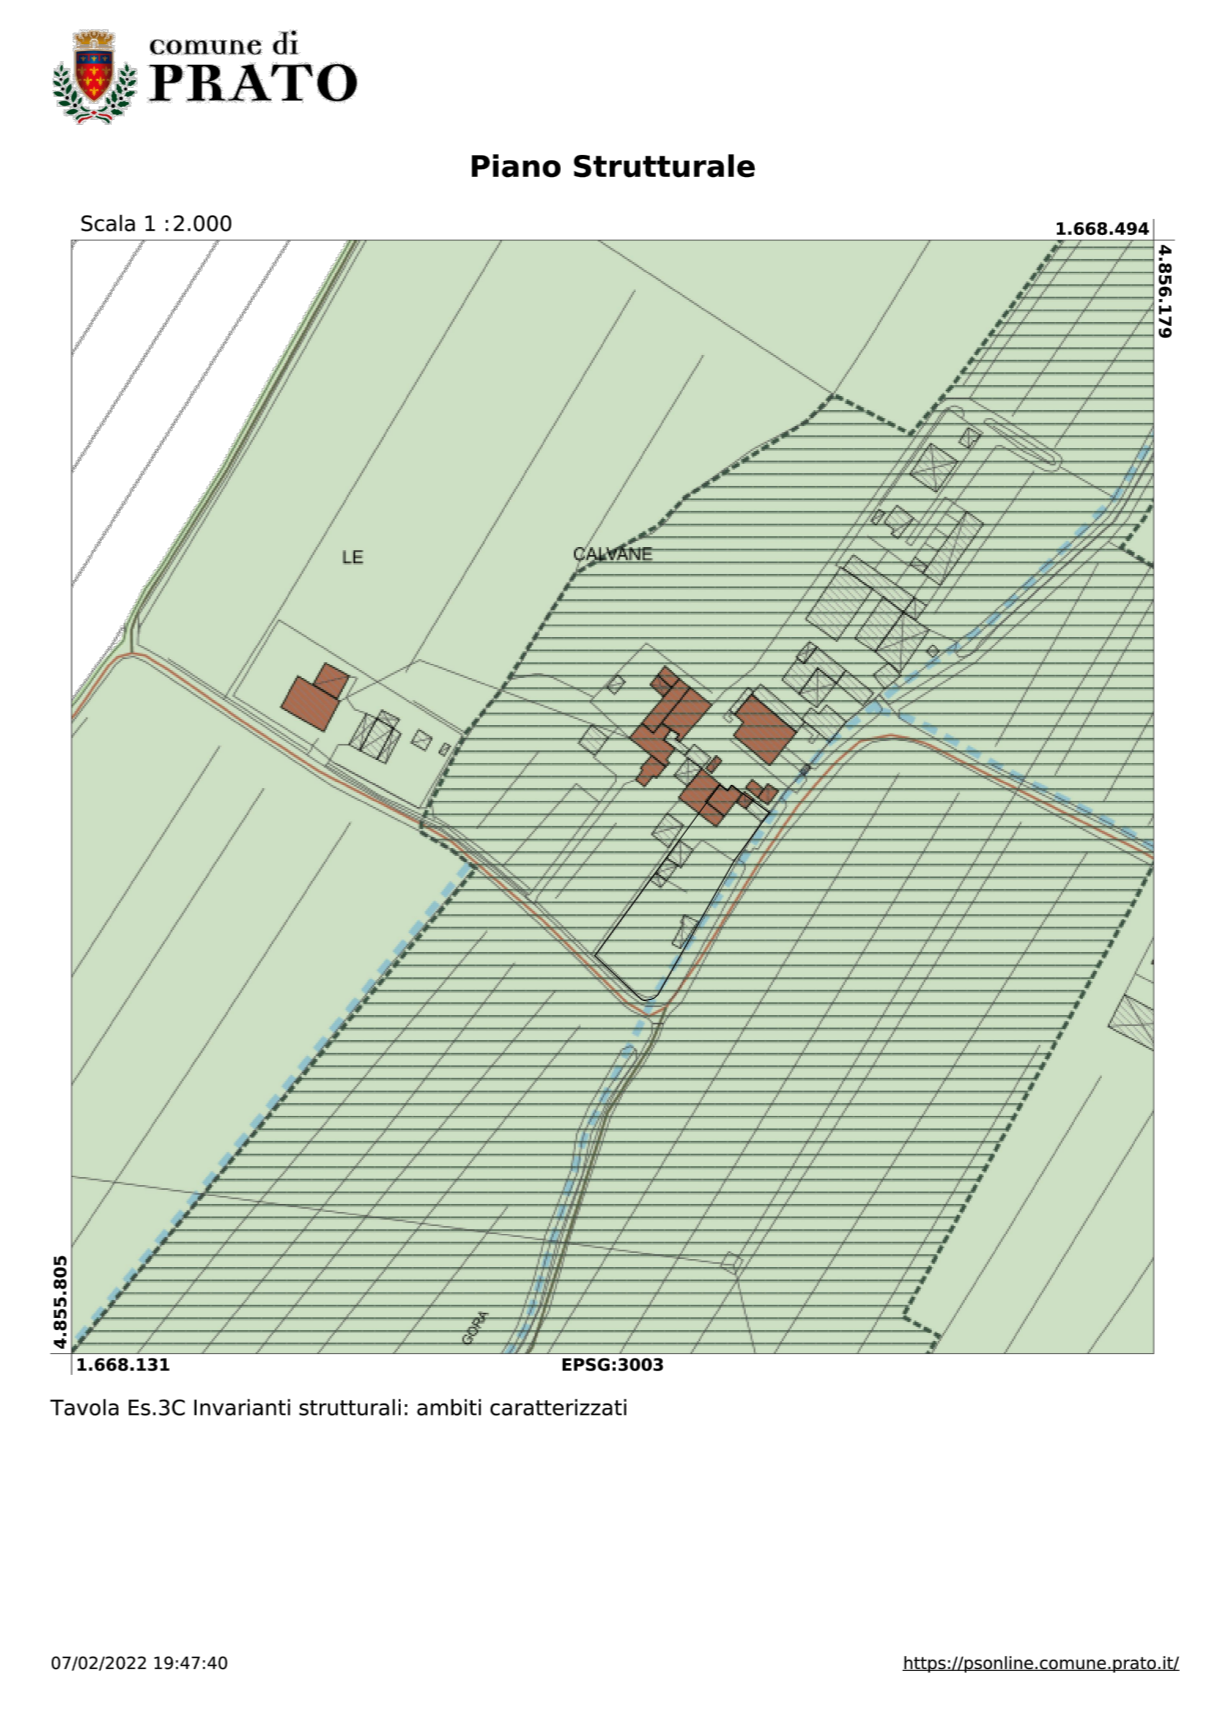 comune di
PRATO
Piano Strutturale
Scala 1 :2.000
1.668.494
4.856.179
LE
CALVANE
GORA
4.855.805
1.668.131
EPSG:3003
Tavola Es.3C Invarianti strutturali: ambiti caratterizzati
07/02/2022 19:47:40
https://psonline.comune.prato.it/